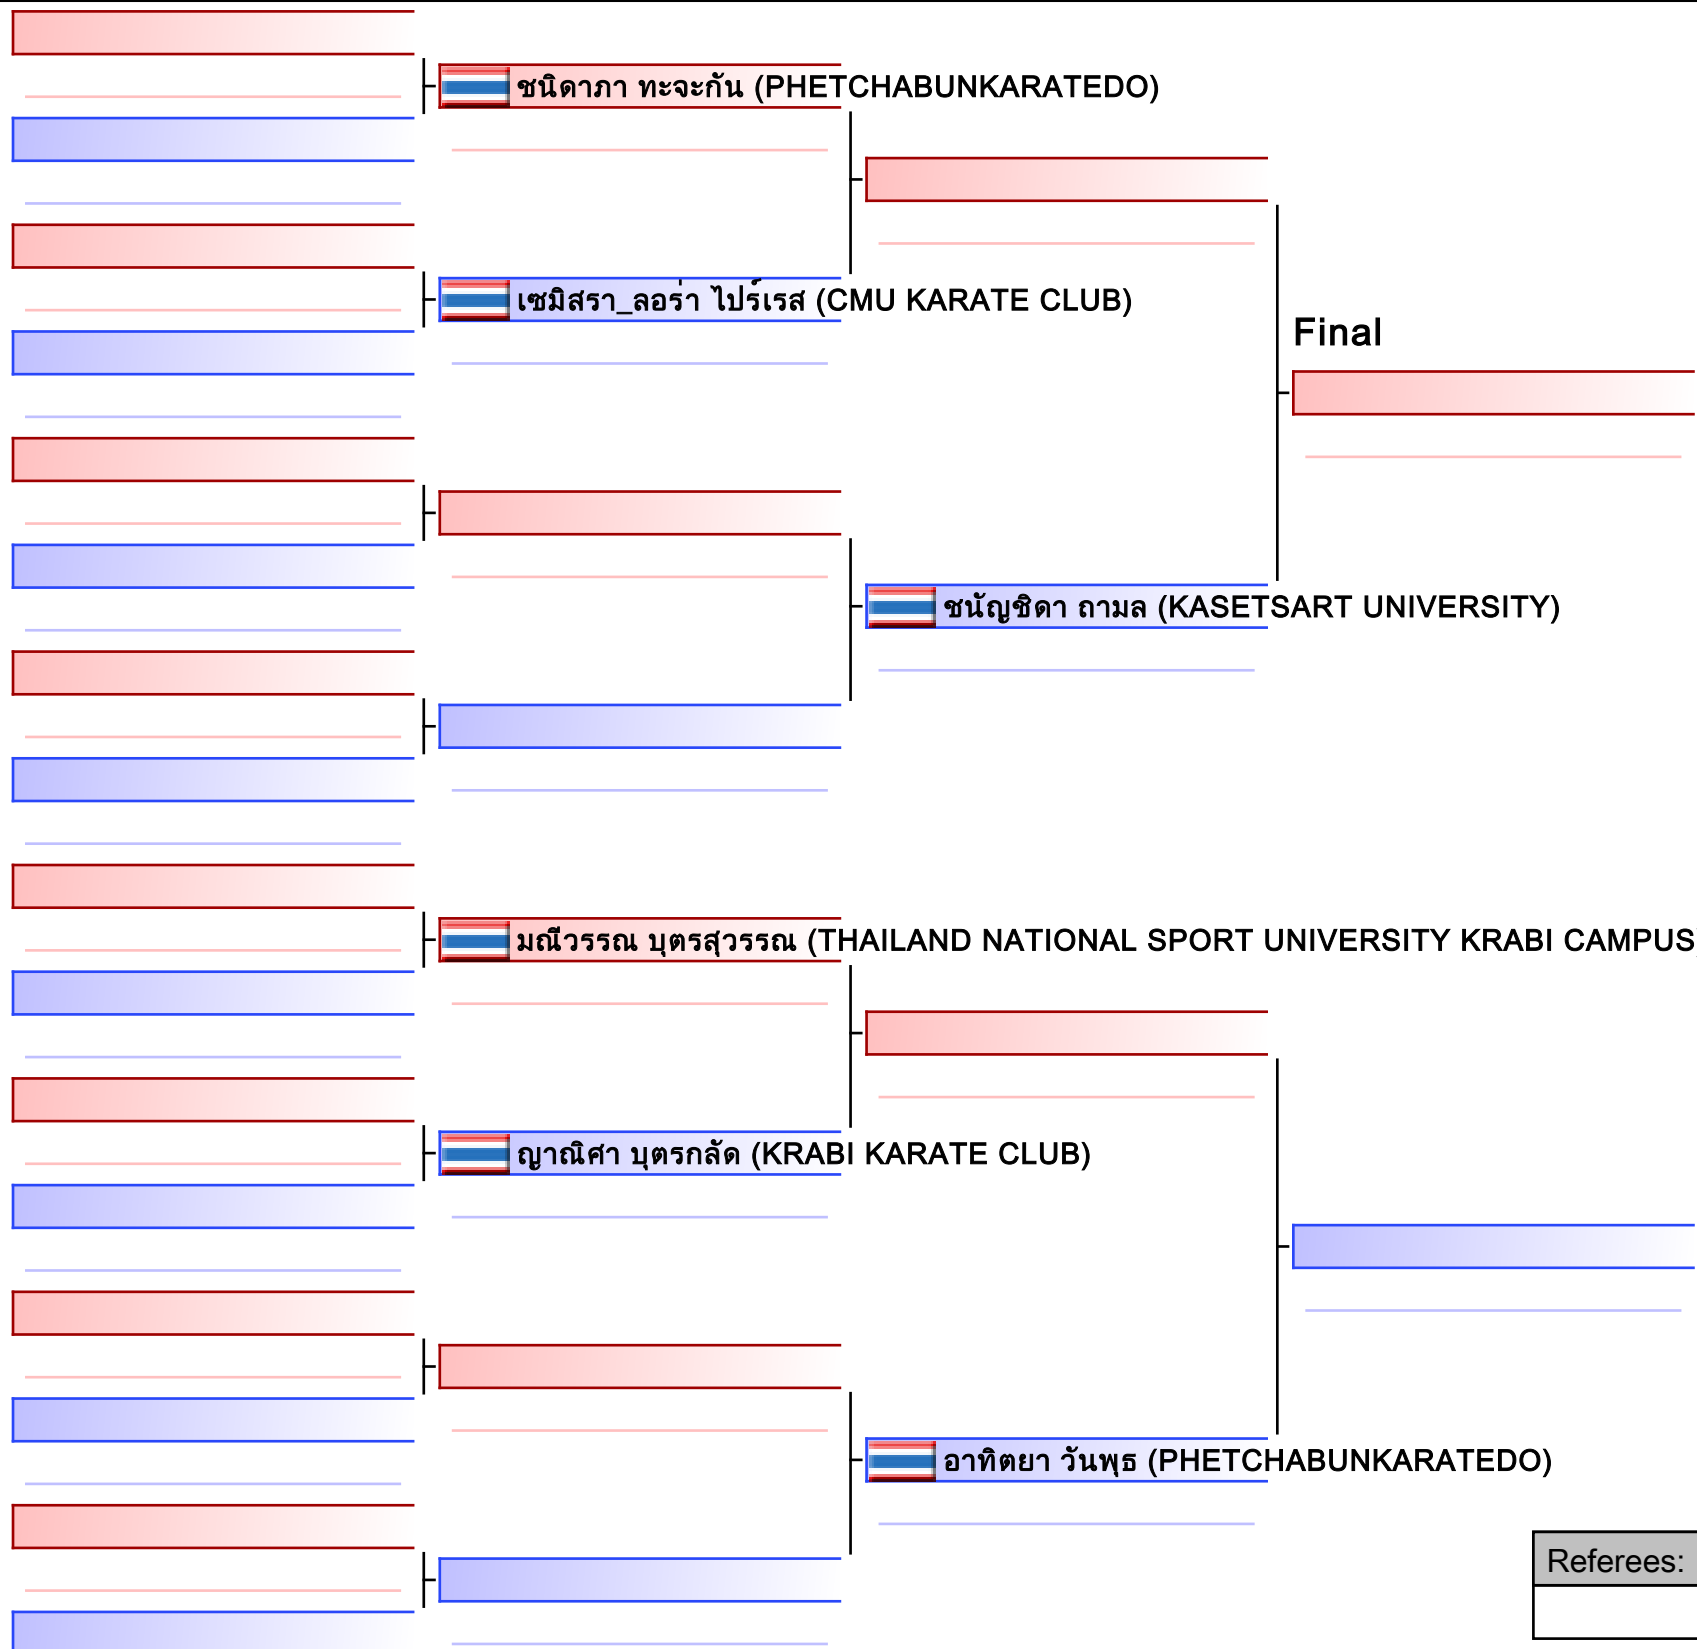 ชนิดาภา ทะจะกัน (PHETCHABUNKARATEDO)
เซมิสรา_ลอร่า ไปร์เรส (CMU KARATE CLUB)
Final
ชนัญชิดา ถามล (KASETSART UNIVERSITY)
มณีวรรณ บุตรสุวรรณ (THAILAND NATIONAL SPORT UNIVERSITY KRABI CAMPUS)
ญาณิศา บุตรกลัด (KRABI KARATE CLUB)
อาทิตยา วันพุธ (PHETCHABUNKARATEDO)
Referees: